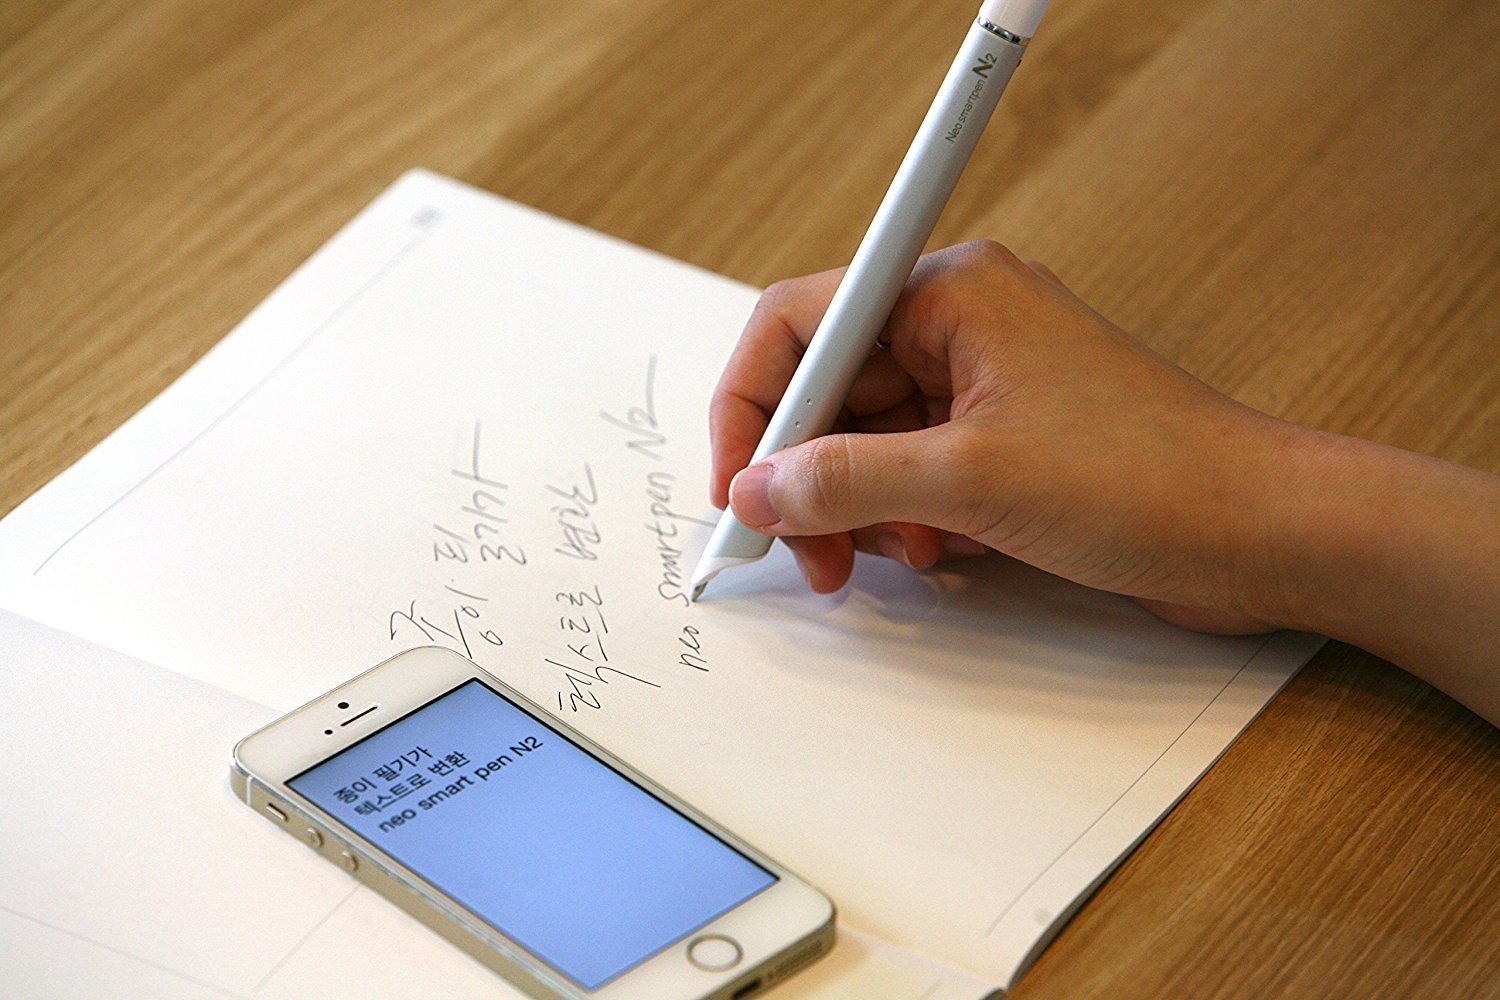 Neo smartpen N2
종이 필기가
텍스트로 변환
neo smartpen N2
종이 필기가
텍스트로 변환
neo smart pen N2